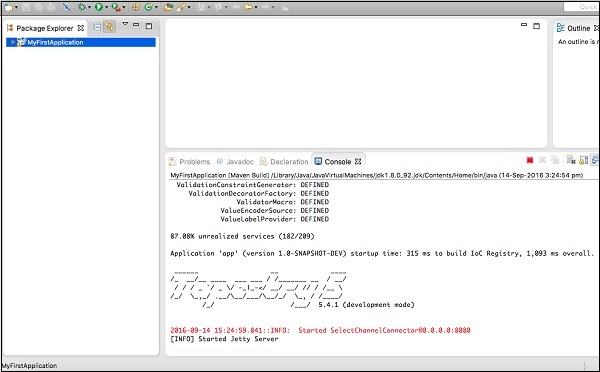 Quick
Package Explorer
Outline
MyFirstApplication
An outline is n
Problems
Javadoc
Declaration
Console
MyFirstApplication [Maven Build] /Library/Java/JavaVirtualMachines/jdk1.8.0_92.jdk/Contents/Home/bin/java (14-Sep-2016 3:24:54 pm)
ValidationConstraintGenerator: DEFINED
ValidationDecoratorFactory: DEFINED
ValidatorMacro: DEFINED
ValueEncoderSource: DEFINED
ValueLabelProvider: DEFINED
87.08% unrealized services (182/209)
Application 'app' (version 1.0-SNAPSHOT-DEV) startup time: 315 ms to build IoC Registry, 1,093 ms overall.
5.4.1 (development mode)
2016-09-14 15:24:59.841::INFO:  Started SelectChannelConnector@0.0.0.0:8080
[INFO] Started Jetty Server
MyFirstApplication